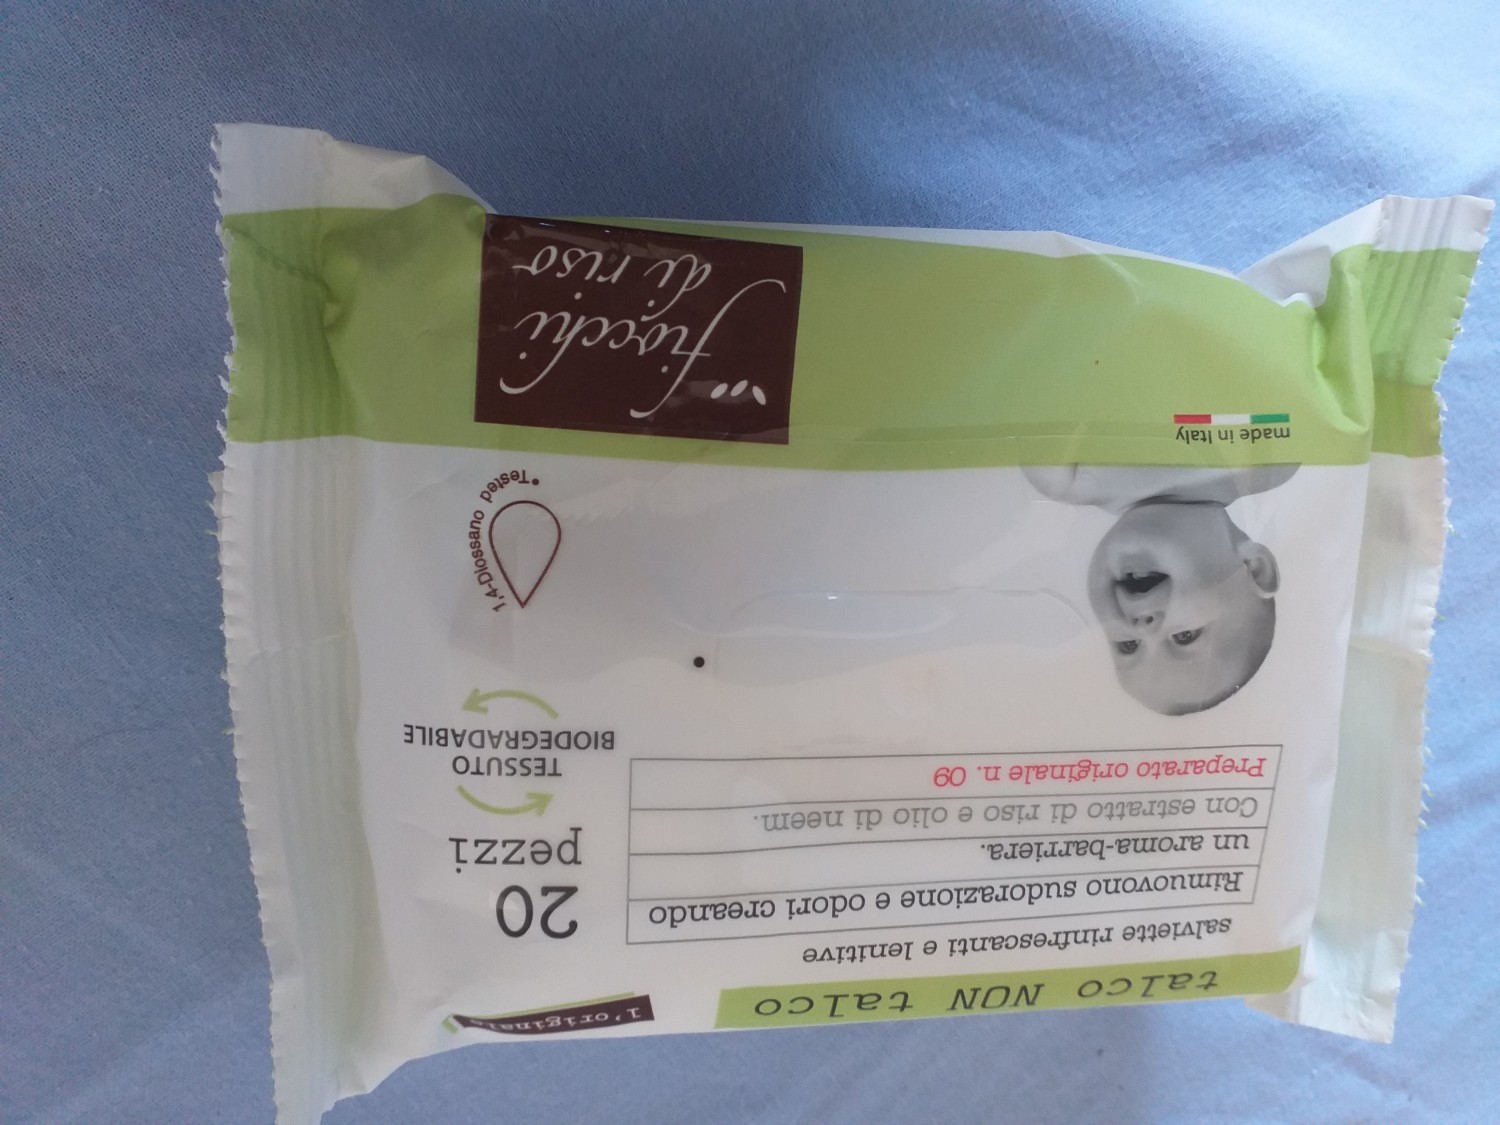 talco NON talco
l'originale
salviette rinfrescanti e lenitive
Rimuovono sudorazione e odori creando
un aroma-barriera.
Con estratto di riso e olio di neem.
Preparato originale n. 09
20
pezzi
TESSUTO
BIODEGRADABILE
1,4-Diossano Tested*
made in Italy
fiocchi
di riso